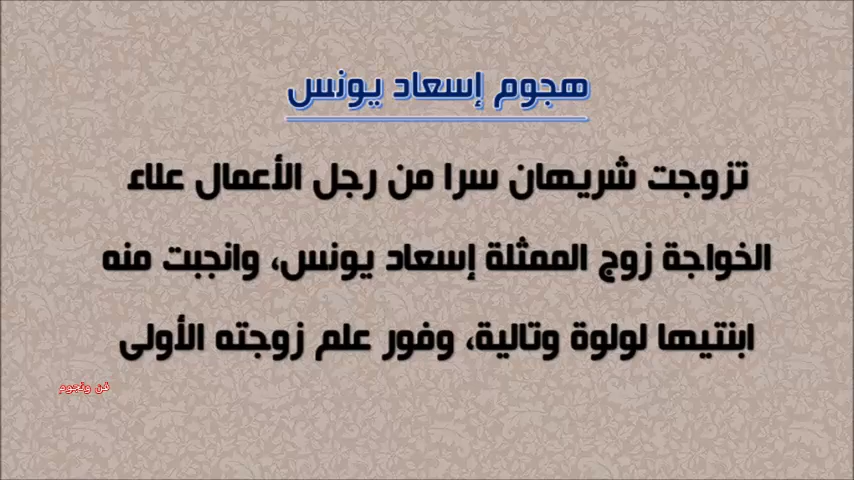 هجوم إسعاد يونس
تزوجت شريهان سرا من رجل الأعمال علاء
الخواجة زوج الممثلة إسعاد يونس، وانجبت منه
ابنتيها لولوة وتالية، وفور علم زوجته الأولى
فن ونجوم